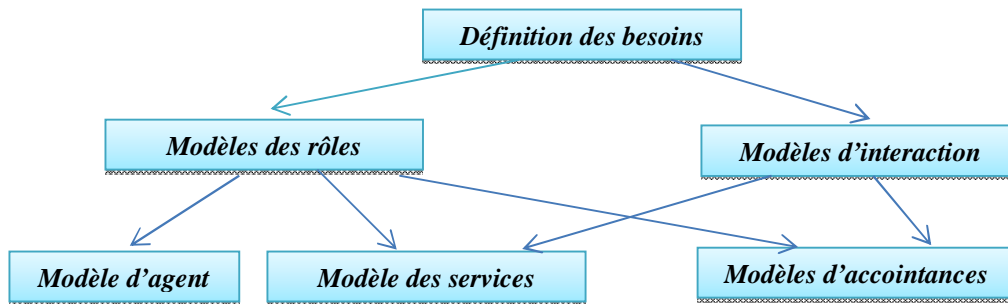 Définition des besoins
Modèles des rôles
Modèles d’interaction
Modèle d’agent
Modèle des services
Modèles d’accointances